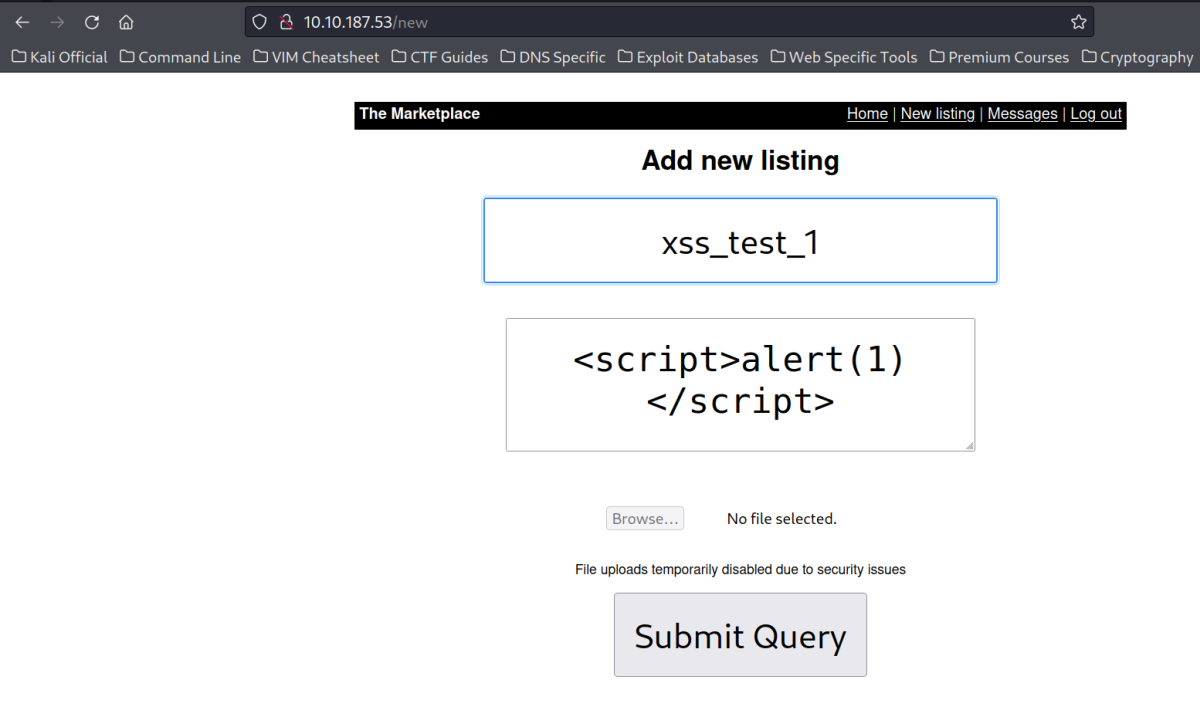 10.10.187.53/new
Kali Official Command Line VIM Cheatsheet CTF Guides DNS Specific Exploit Databases Web Specific Tools Premium Courses Cryptography
The Marketplace Home | New listing | Messages | Log out
Add new listing
xss_test_1
<script>alert(1)
</script>
Browse... No file selected.
File uploads temporarily disabled due to security issues
Submit Query